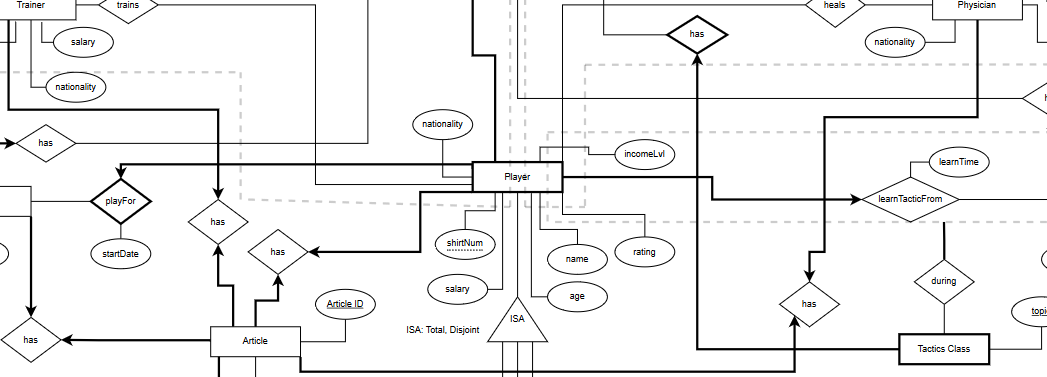 Trainer
trains
heals
Physician
salary
has
nationality
nationality
nationality
has
incomeLvl
Player
learnTime
playFor
learnTacticFrom
has
has
shirtNum
startDate
name
rating
salary
age
during
has
Article ID
ISA
ISA: Total, Disjoint
has
Article
Tactics Class